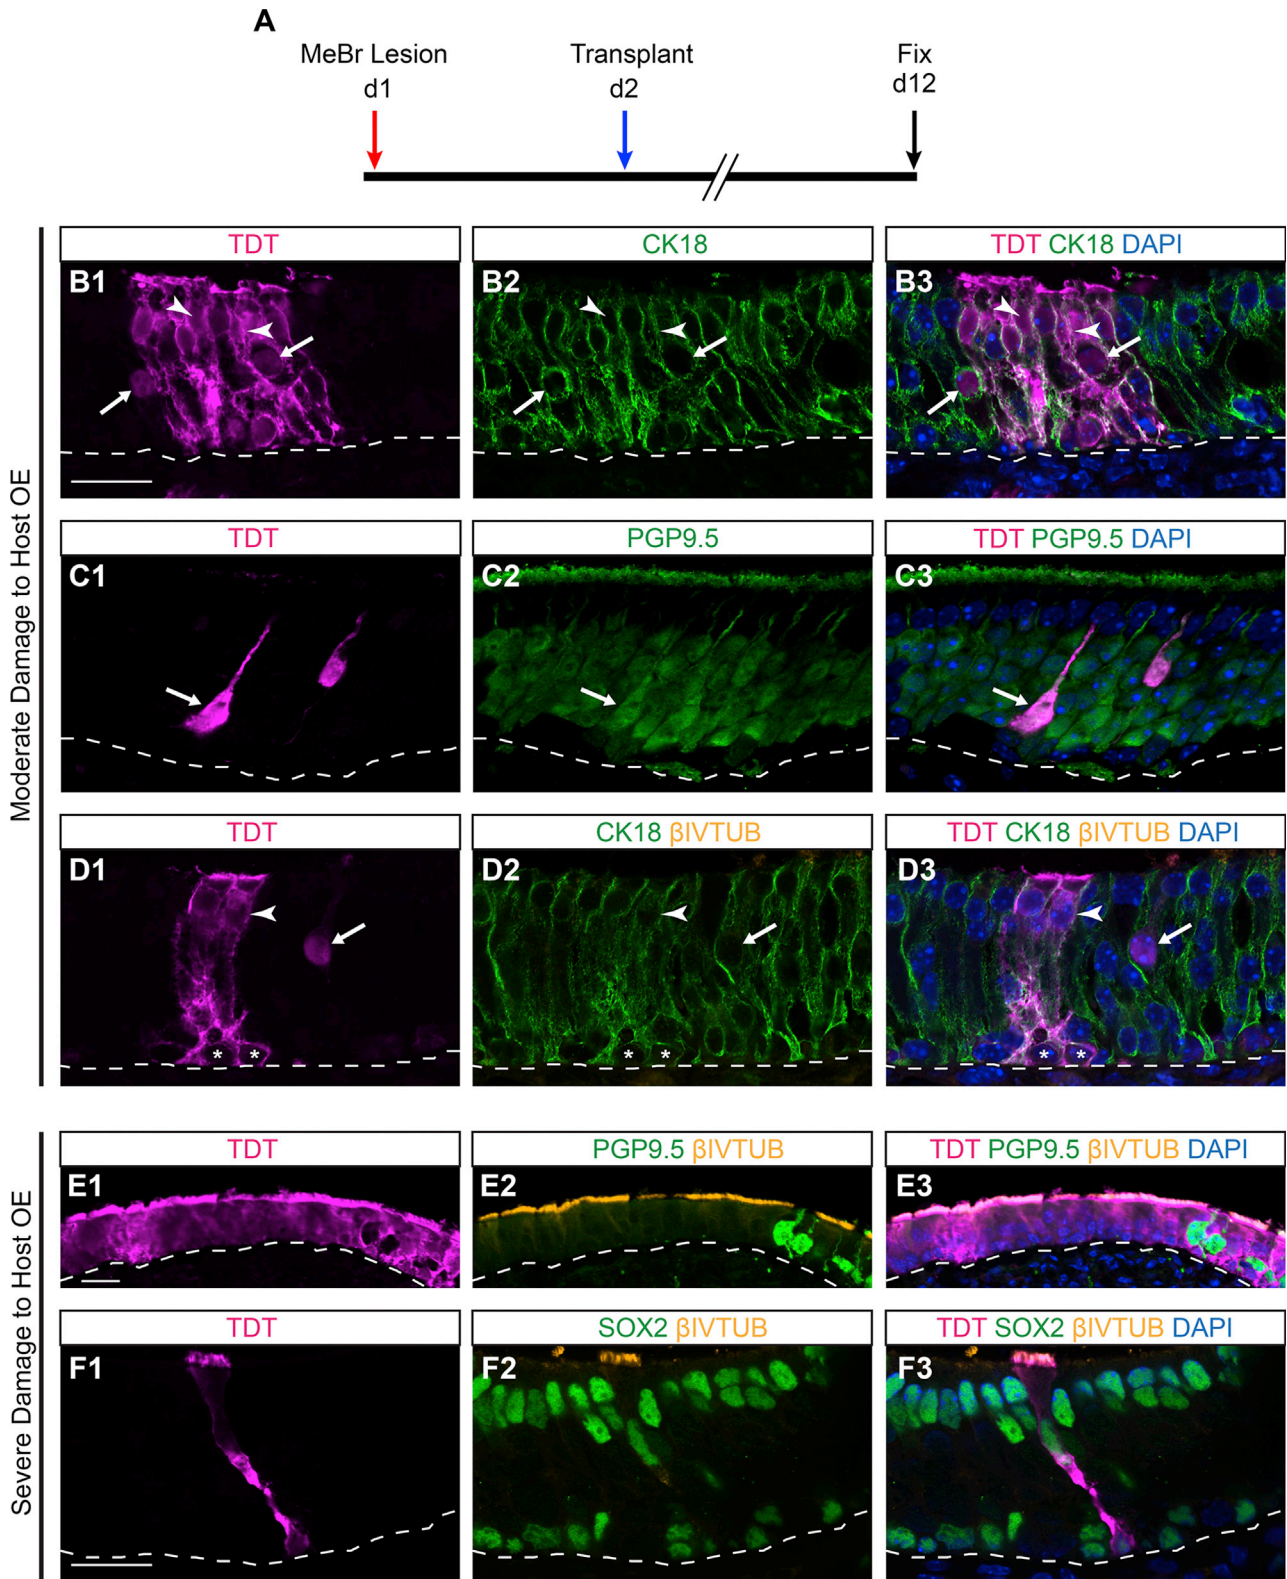 A
MeBr Lesion
d1
Transplant
d2
Fix
d12
Moderate Damage to Host OE
TDT
CK18
TDT CK18 DAPI
B1
B2
B3
TDT
PGP9.5
TDT PGP9.5 DAPI
C1
C2
C3
TDT
CK18 βIVTUB
TDT CK18 βIVTUB DAPI
D1
D2
D3
* *
* *
* *
Severe Damage to Host OE
TDT
PGP9.5 βIVTUB
TDT PGP9.5 βIVTUB DAPI
E1
E2
E3
TDT
SOX2 βIVTUB
TDT SOX2 βIVTUB DAPI
F1
F2
F3